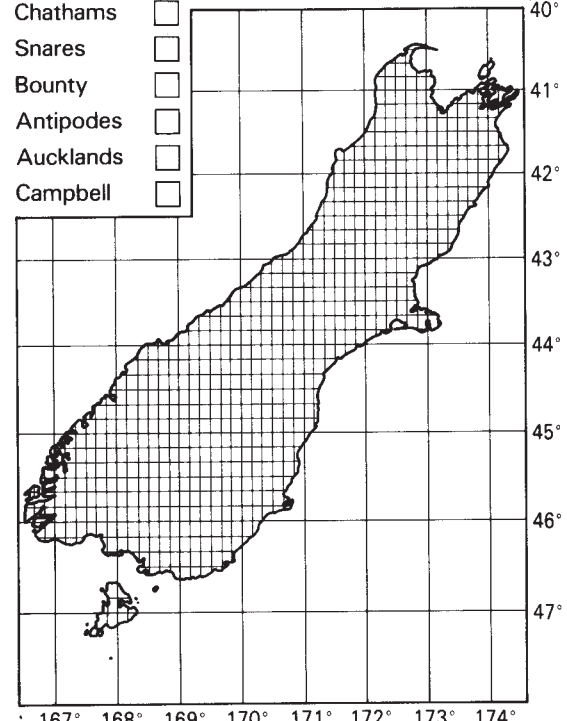 Chathams
Snares
Bounty
Antipodes
Aucklands
Campbell
40°
41°
42°
43°
44°
45°
46°
47°
167° 168° 169° 170° 171° 172° 173° 174°